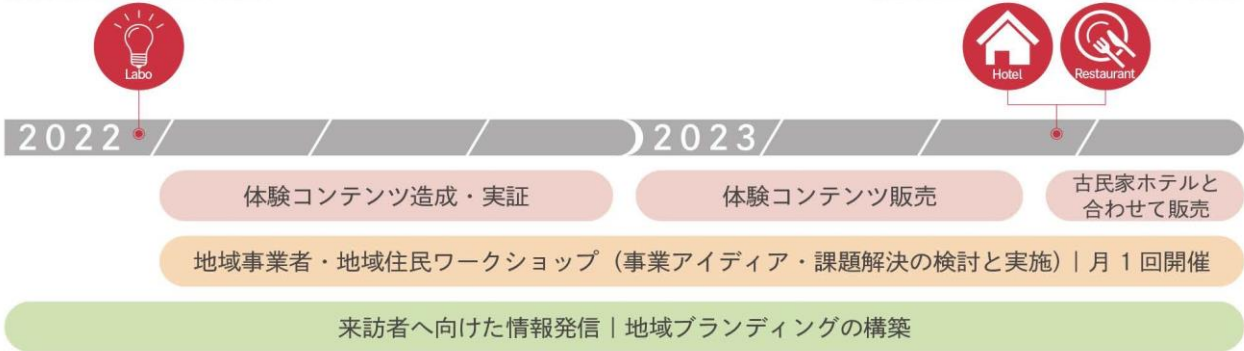 Labo
Hotel
Restaurant
2022
2023
体験コンテンツ造成・実証
体験コンテンツ販売
古民家ホテルと
合わせて販売
地域事業者・地域住民ワークショップ（事業アイディア・課題解決の検討と実施）| 月 1 回開催
来訪者へ向けた情報発信 | 地域ブランディングの構築